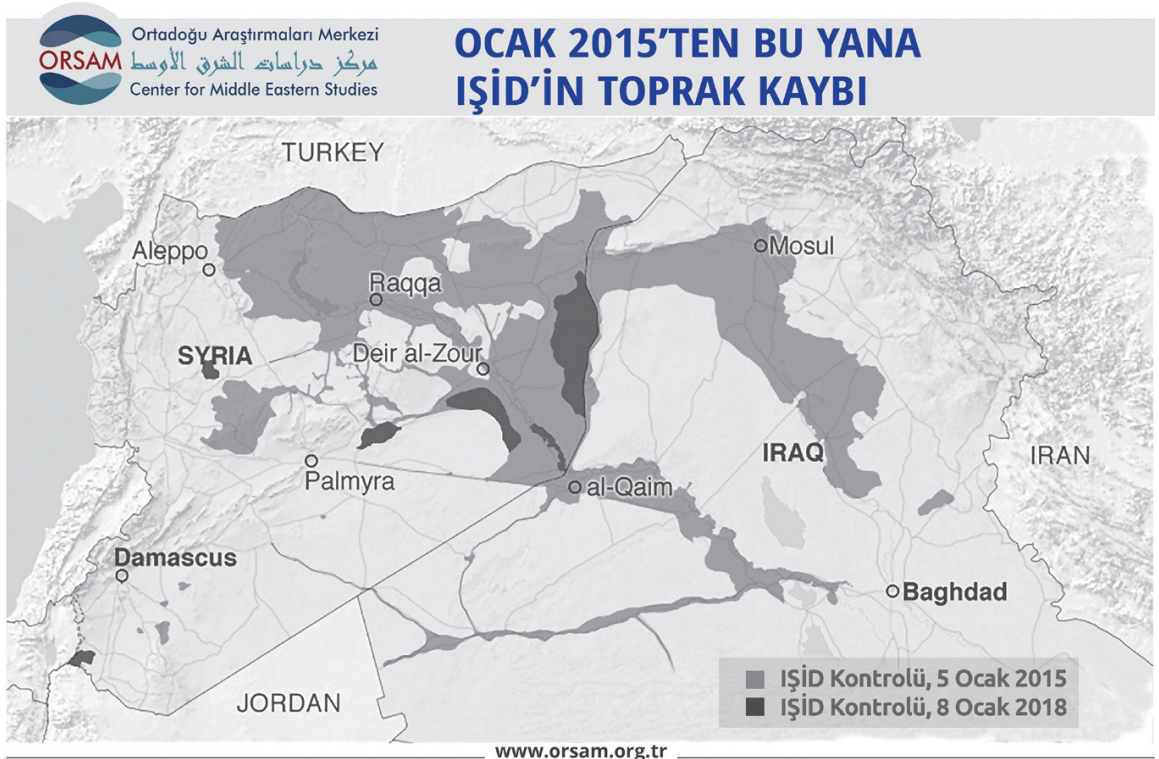 ORSAM
Ortadoğu Araştırmaları Merkezi
مركز دراسات الشرق الأوسط
Center for Middle Eastern Studies
OCAK 2015’TEN BU YANA
IŞİD’İN TOPRAK KAYBI
TURKEY
Aleppo
Mosul
Raqqa
SYRIA
Deir al-Zour
IRAQ
IRAN
Palmyra
al-Qaim
Damascus
Baghdad
JORDAN
IŞİD Kontrolü, 5 Ocak 2015
IŞİD Kontrolü, 8 Ocak 2018
www.orsam.org.tr